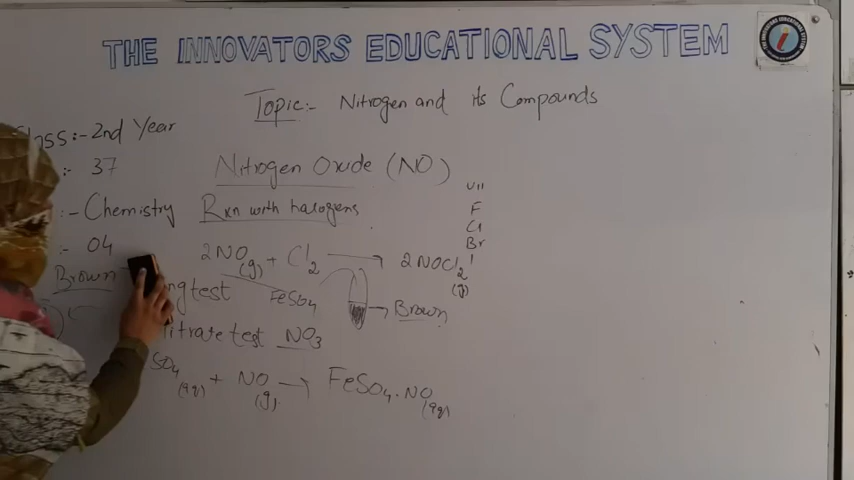 THE INNOVATORS EDUCATIONAL SYSTEM
Topic:- Nitrogen and its Compounds
Class:- 2nd Year
:- 37
:- Chemistry
:- 04
Nitrogen Oxide (NO)
Rxn with halogens
VII
F
Cl
Br
I
2NO(g) + Cl2 → 2NOCl2(g)
Brown
ng test
FeSO4
→ Brown
itrate test NO3
SO4(aq) + NO(g) → FeSO4.NO(aq)